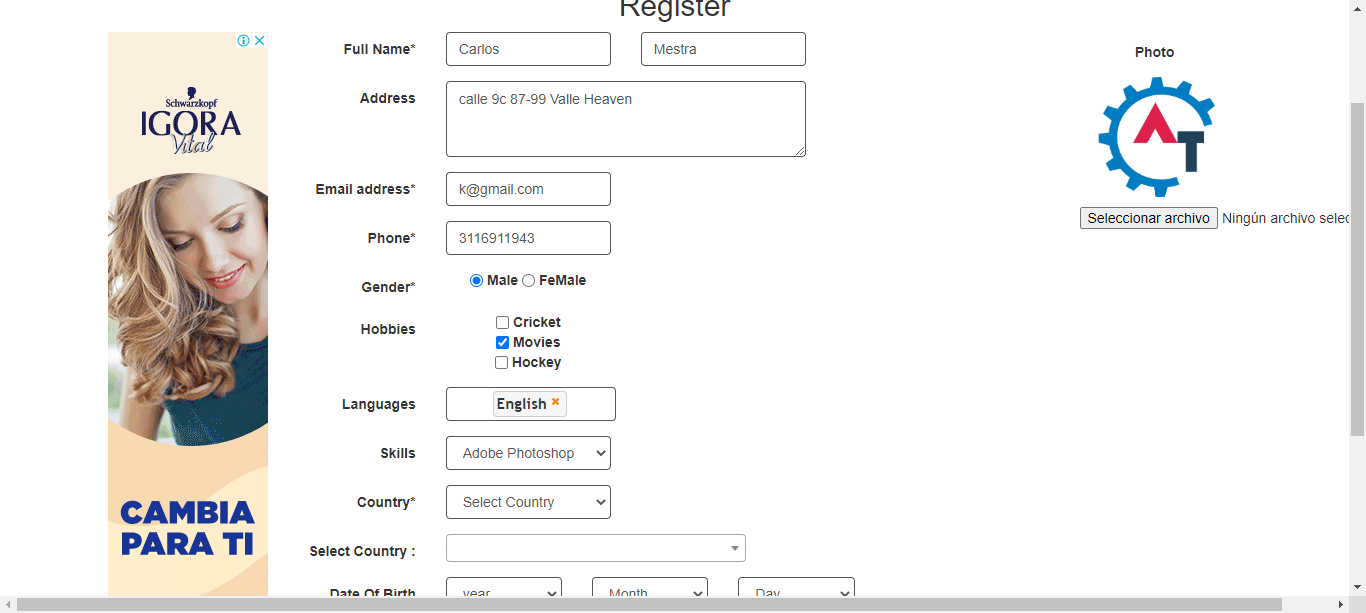 Register
Full Name*
Carlos
Mestra
Photo
Address
calle 9c 87-99 Valle Heaven
Schwarzkopf
IGORA
Vital
AT
Email address*
k@gmail.com
Seleccionar archivo Ningún archivo selec
Phone*
3116911943
Gender*
Male FeMale
Hobbies
Cricket
Movies
Hockey
Languages
English
Skills
Adobe Photoshop
Country*
Select Country
CAMBIA
PARA TI
Select Country :
Date Of Birth
year
Month
Day